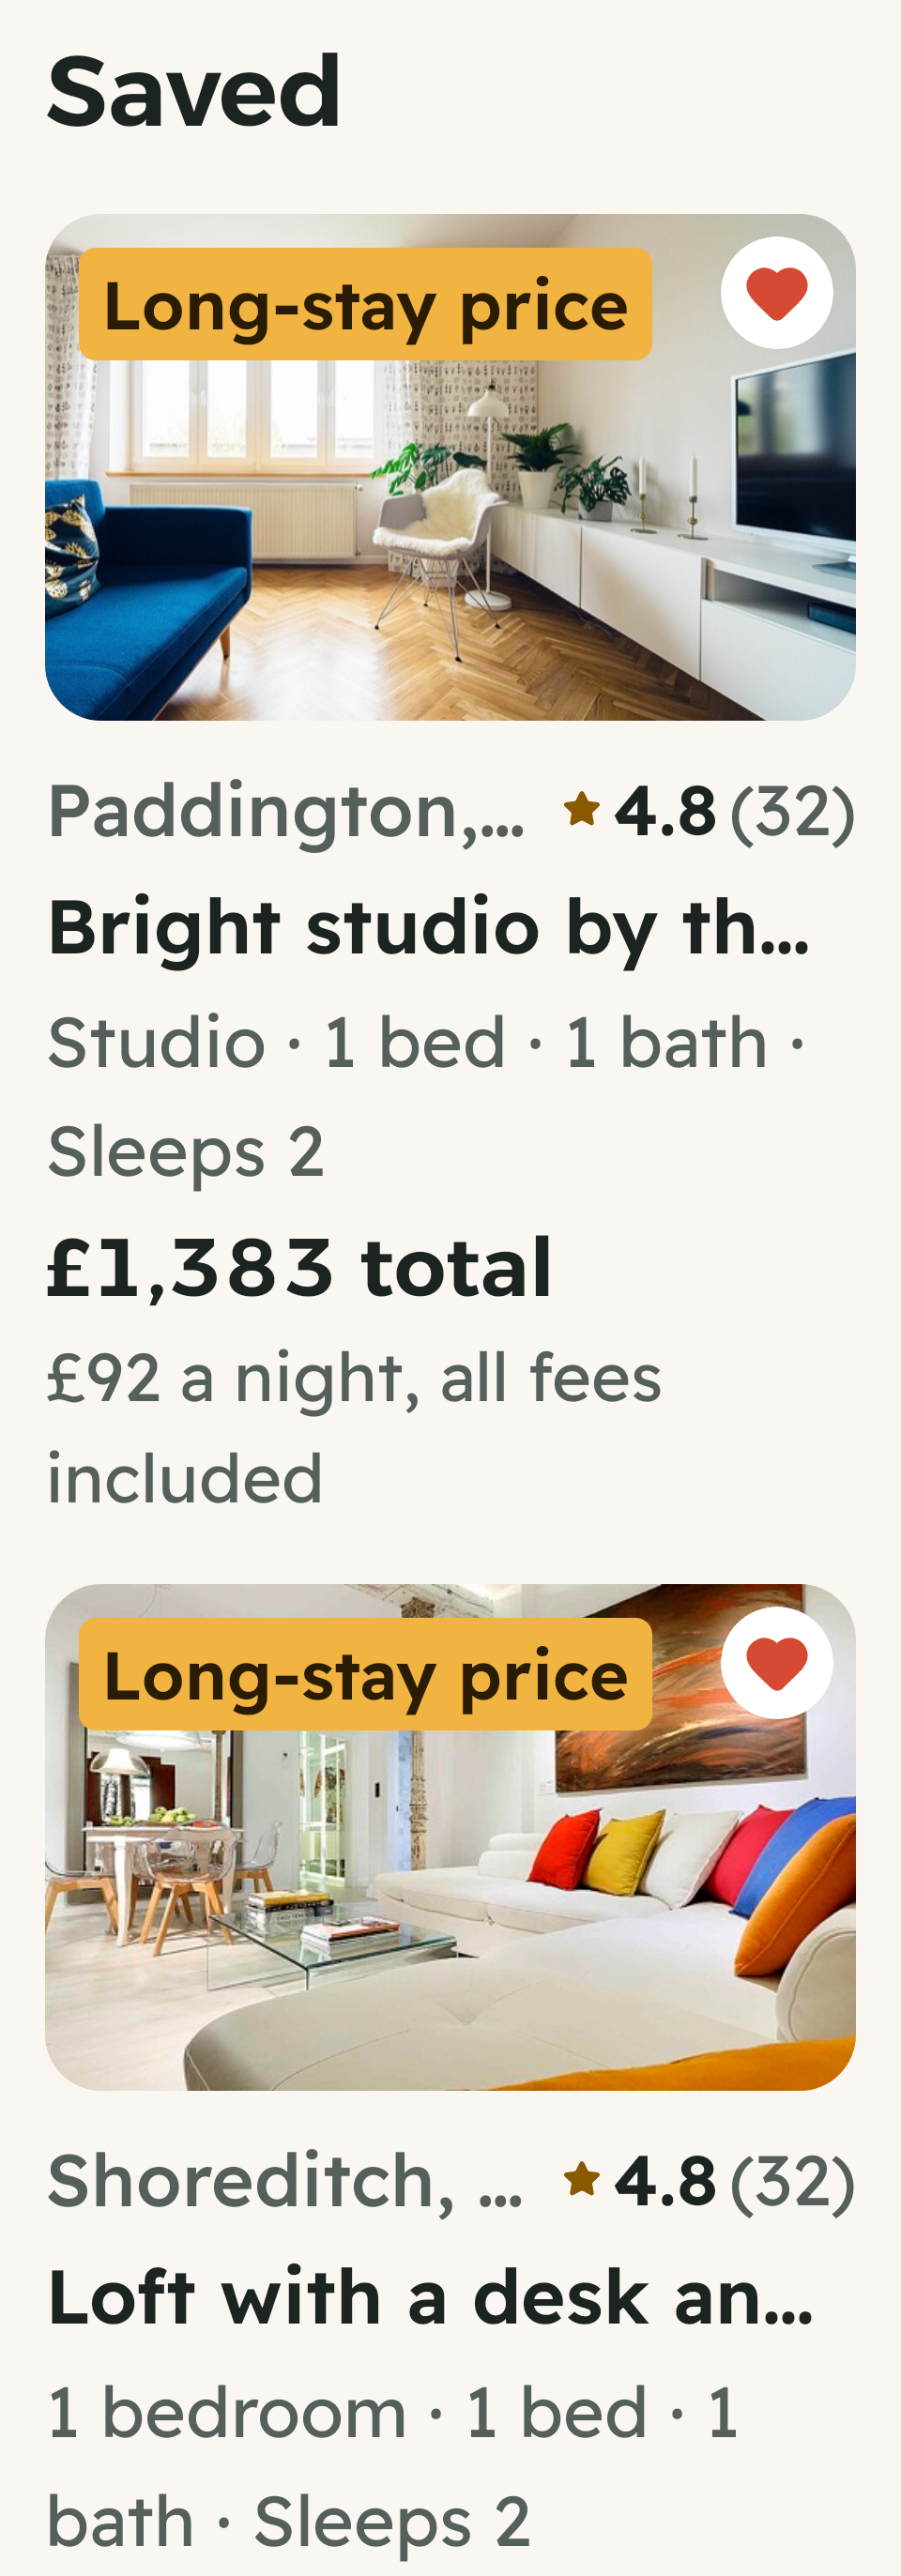 Saved
Long-stay price
Paddington,... 4.8 (32)
Bright studio by th...
Studio · 1 bed · 1 bath ·
Sleeps 2
£1,383 total
£92 a night, all fees
included
Long-stay price
Shoreditch, ... 4.8 (32)
Loft with a desk an...
1 bedroom · 1 bed · 1
bath · Sleeps 2